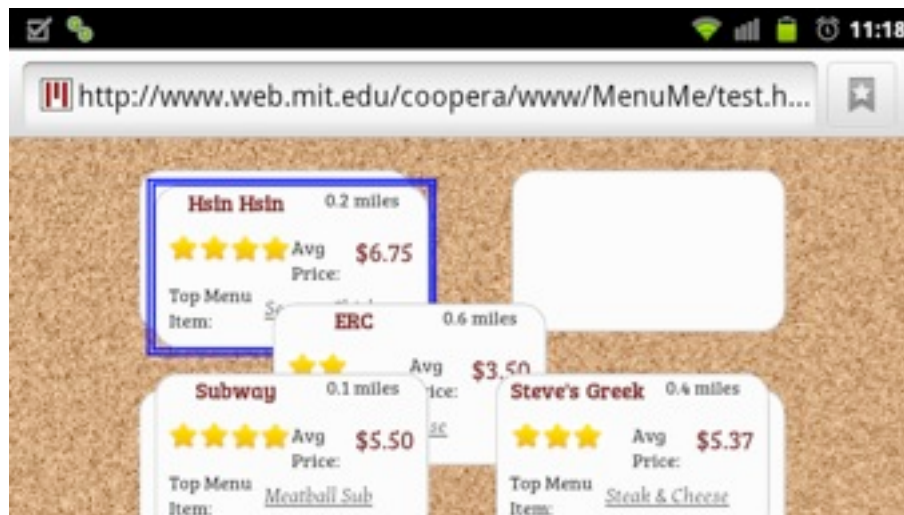 11:18
http://www.web.mit.edu/coopera/www/MenuMe/test.h...
Hsin Hsin 0.2 miles
Avg Price: $6.75
Top Menu Item:
ERC 0.6 miles
Avg $3.50
Subway 0.1 miles
Avg Price: $5.50
Top Menu Item: Meatball Sub
Steve's Greek 0.4 miles
Avg Price: $5.37
Top Menu Item: Steak & Cheese